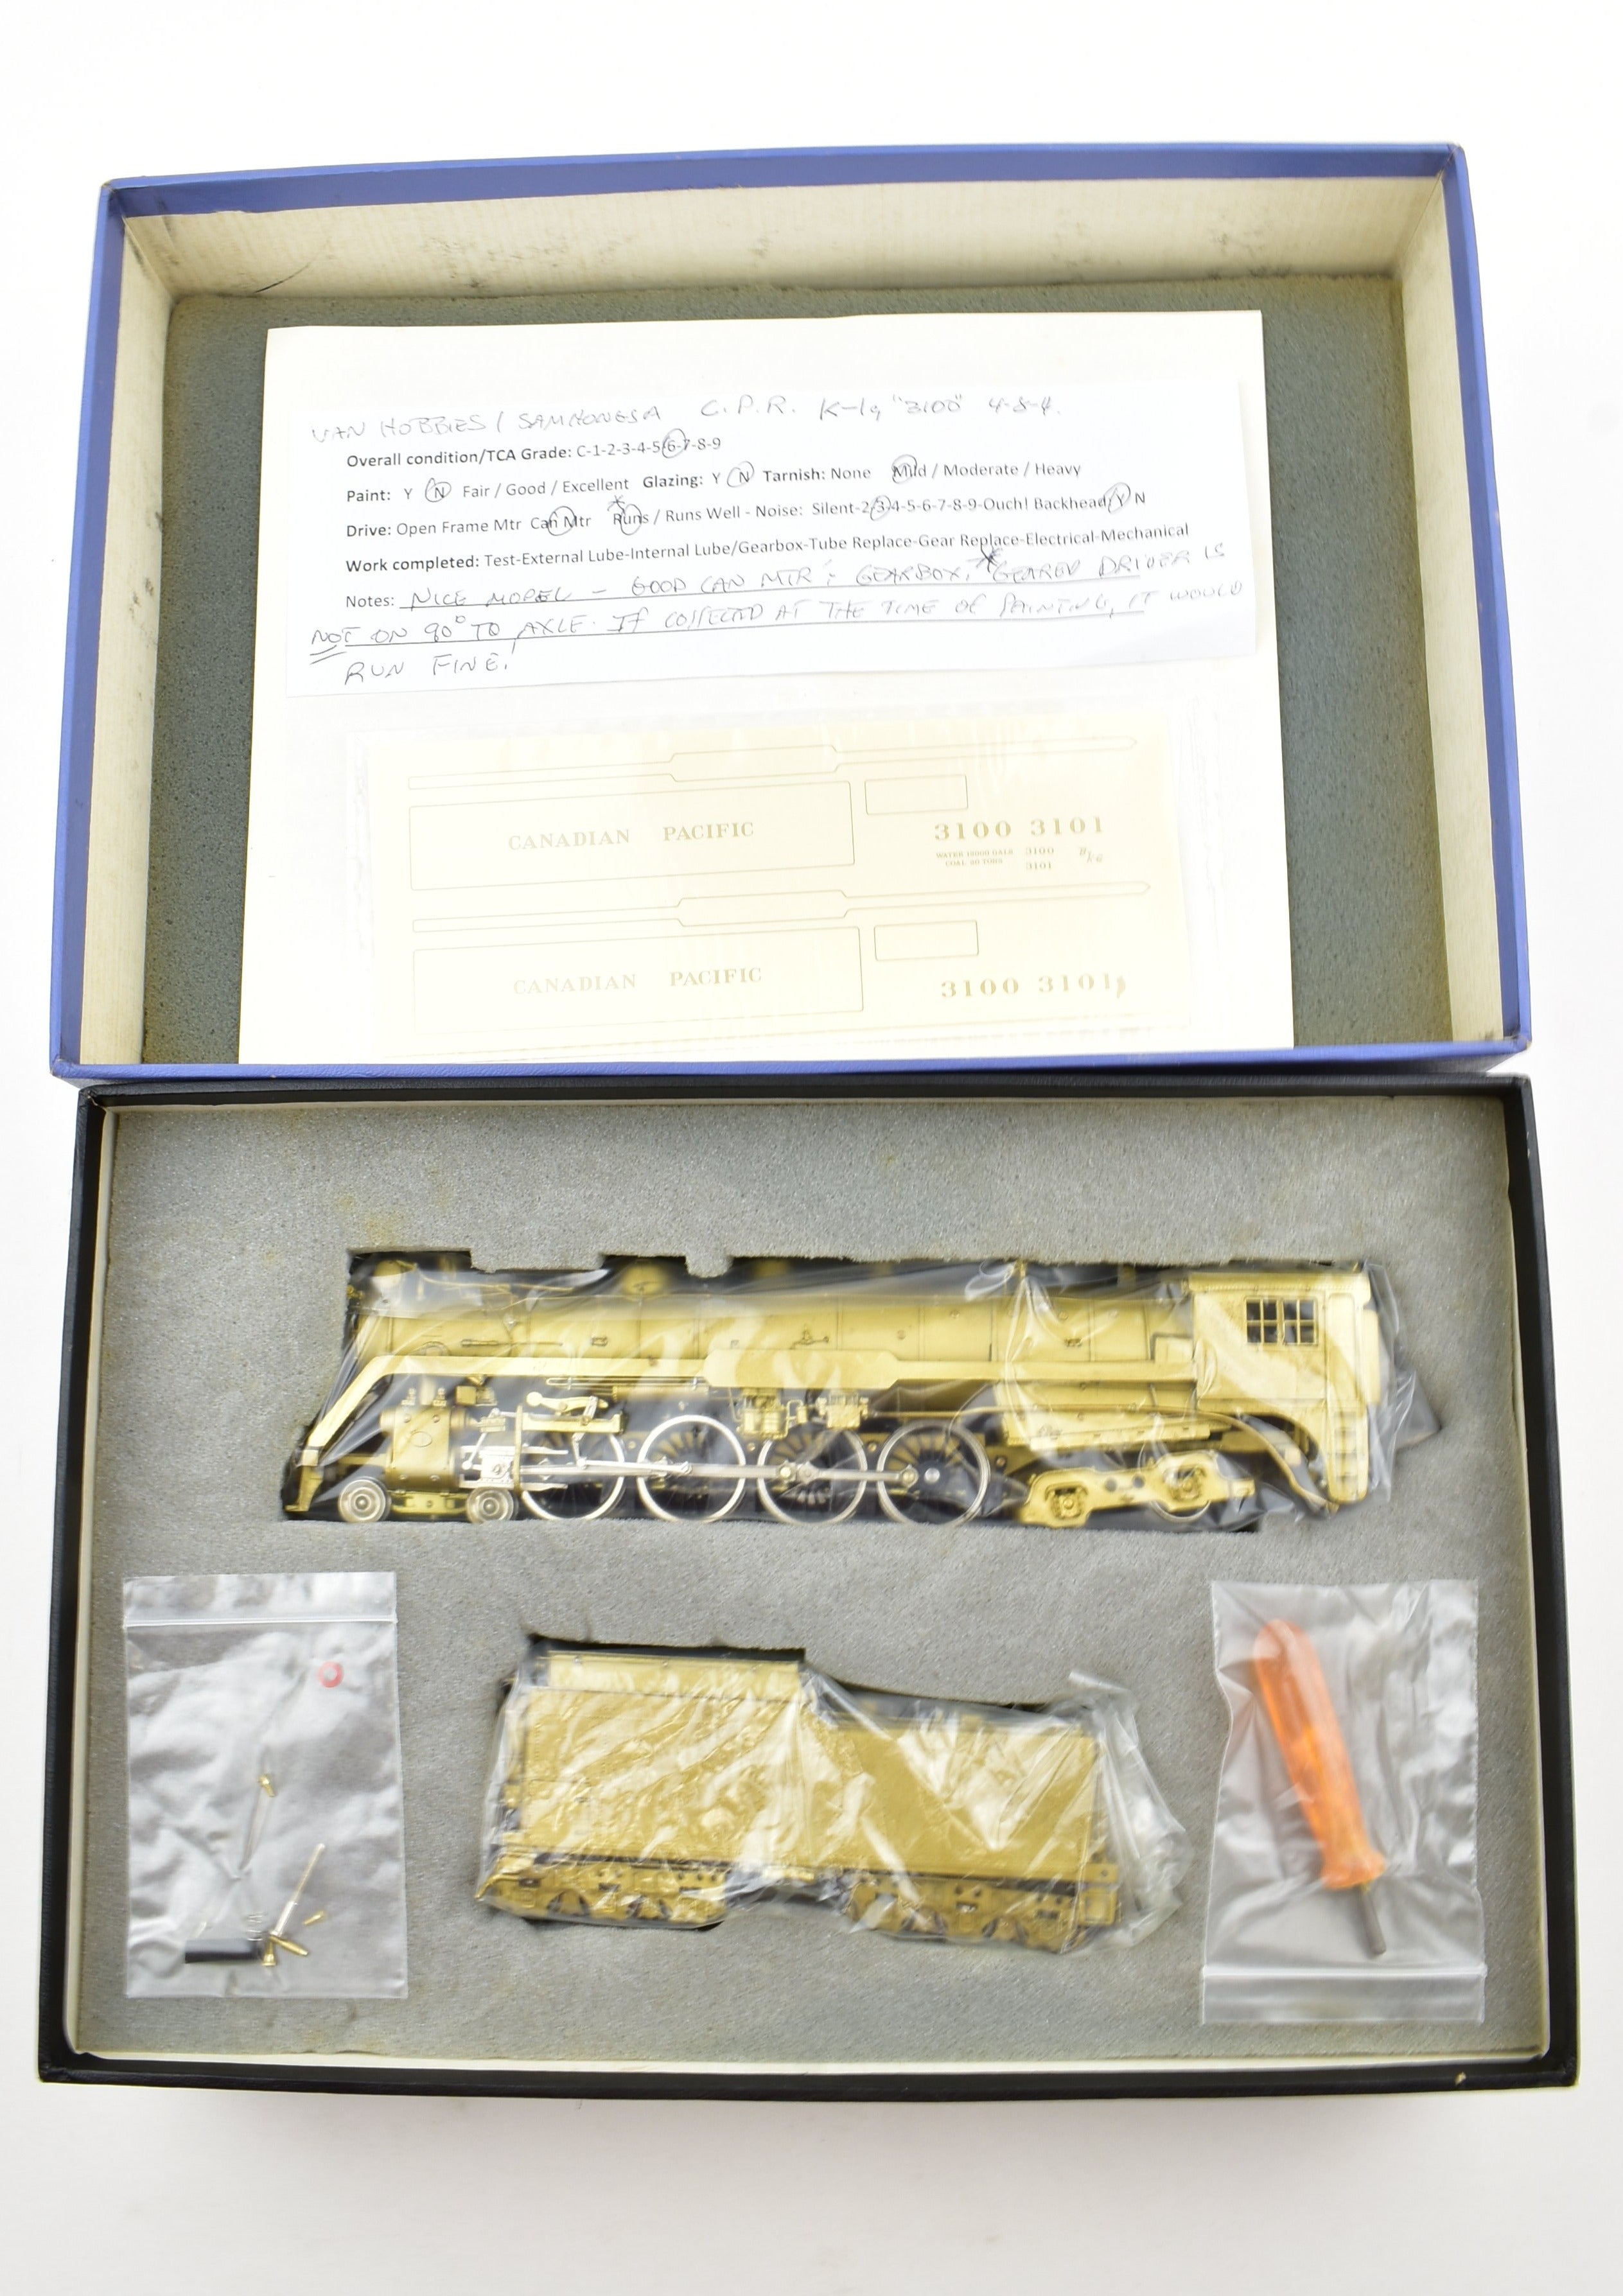 VAN HOBBIES / SAMHONGSA C.P.R. K-1a "3100" 4-8-4.
Overall condition/TCA Grade: C-1-2-3-4-5-6-7-8-9
Paint: Y N Fair / Good / Excellent Glazing: Y N Tarnish: None Mild / Moderate / Heavy
Drive: Open Frame Mtr Can Mtr Runs / Runs Well - Noise: Silent-2-3-4-5-6-7-8-9-Ouch! Backhead: Y N
Work completed: Test-External Lube-Internal Lube/Gearbox-Tube Replace-Gear Replace-Electrical-Mechanical
Notes: NICE MODEL - GOOD CAN MTR & GEARBOX, * GEARED DRIVER IS
NOT ON 90° TO AXLE. IF CORRECTED AT THE TIME OF PAINTING, IT WOULD
RUN FINE!
CANADIAN PACIFIC 3100 3101
WATER 12000 GALS 3100
COAL 20 TONS 3101
CANADIAN PACIFIC 3100 3101